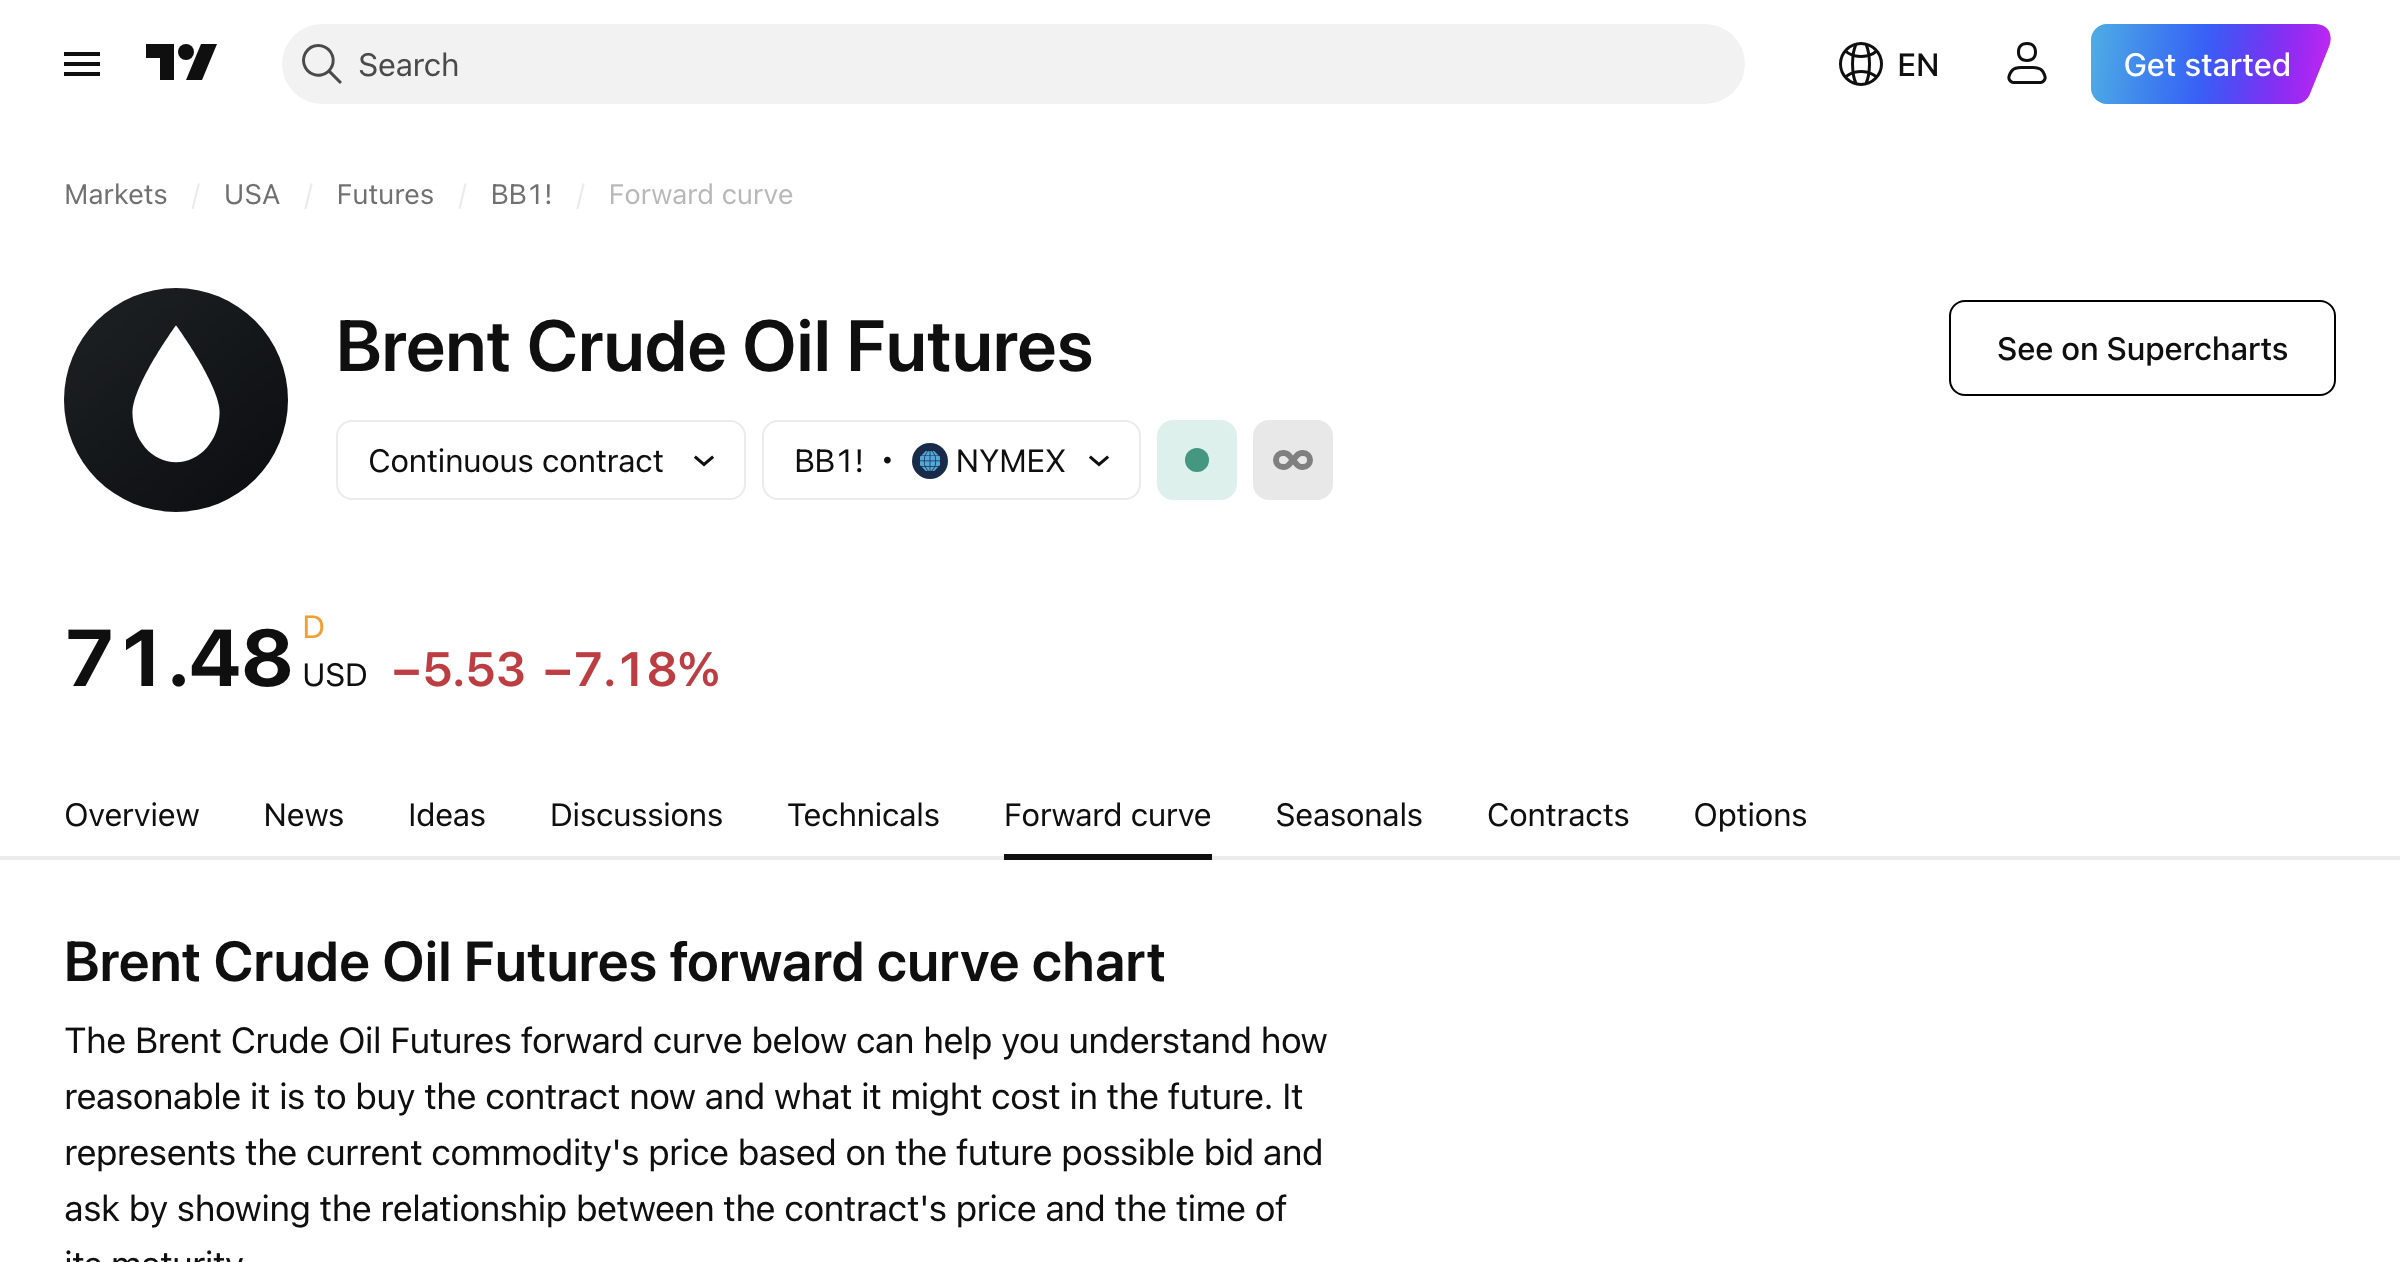 Search
EN
Get started
Markets / USA / Futures / BB1! / Forward curve
Brent Crude Oil Futures
See on Supercharts
Continuous contract
BB1! • NYMEX
71.48 D USD −5.53 −7.18%
Overview News Ideas Discussions Technicals Forward curve Seasonals Contracts Options
Brent Crude Oil Futures forward curve chart
The Brent Crude Oil Futures forward curve below can help you understand how
reasonable it is to buy the contract now and what it might cost in the future. It
represents the current commodity's price based on the future possible bid and
ask by showing the relationship between the contract's price and the time of
its maturity.